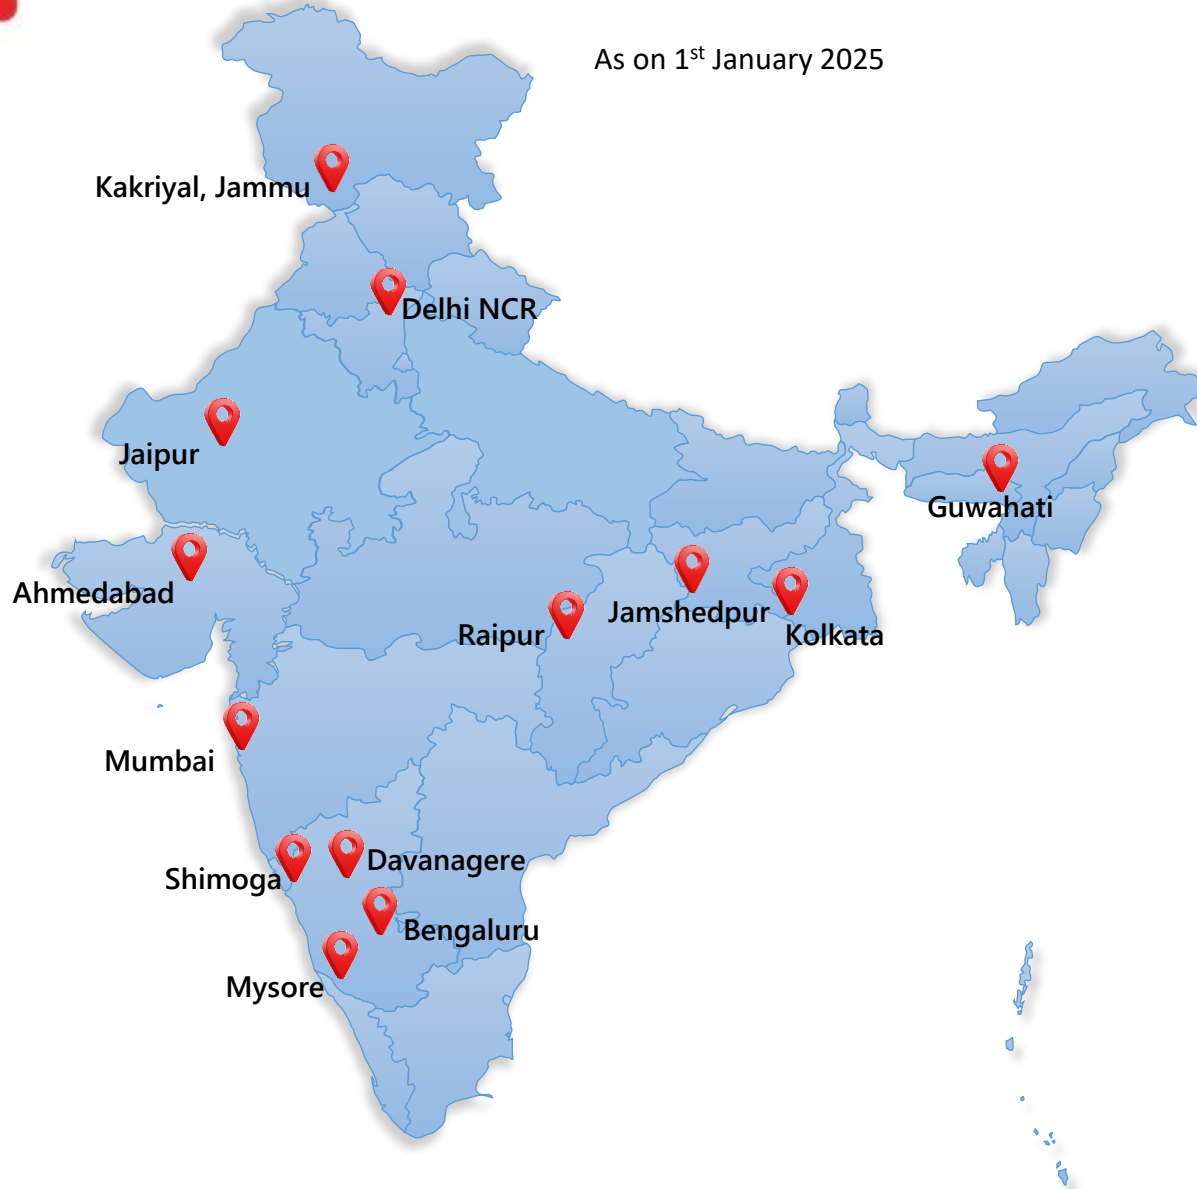 As on 1st January 2025
Kakriyal, Jammu
Delhi NCR
Jaipur
Guwahati
Ahmedabad
Jamshedpur
Raipur
Kolkata
Mumbai
Davanagere
Shimoga
Bengaluru
Mysore